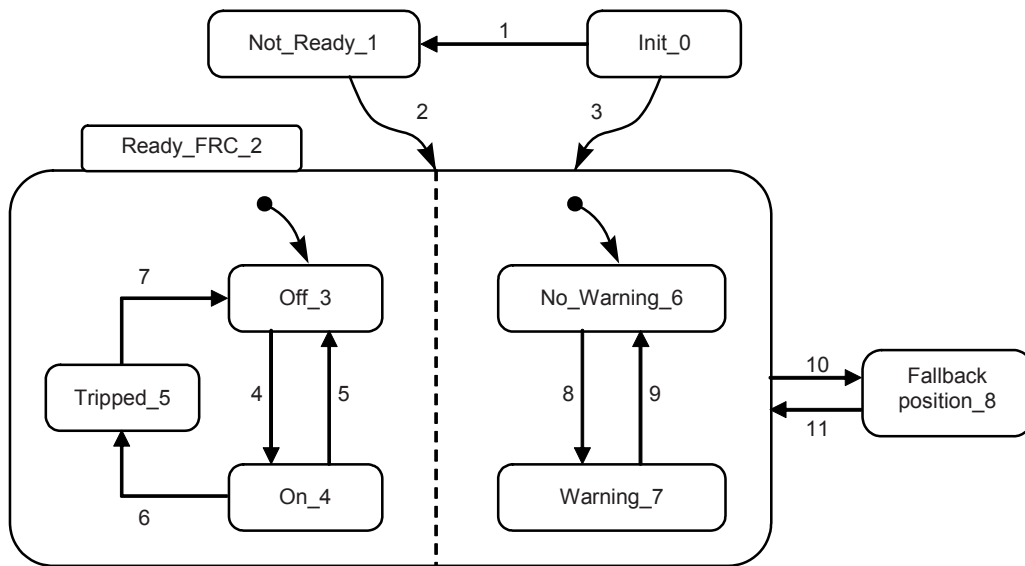 Not_Ready_1
1
Init_0
2
3
Ready_FRC_2
7
Off_3
No_Warning_6
Tripped_5
4
5
8
9
10
Fallback
position_8
11
On_4
Warning_7
6